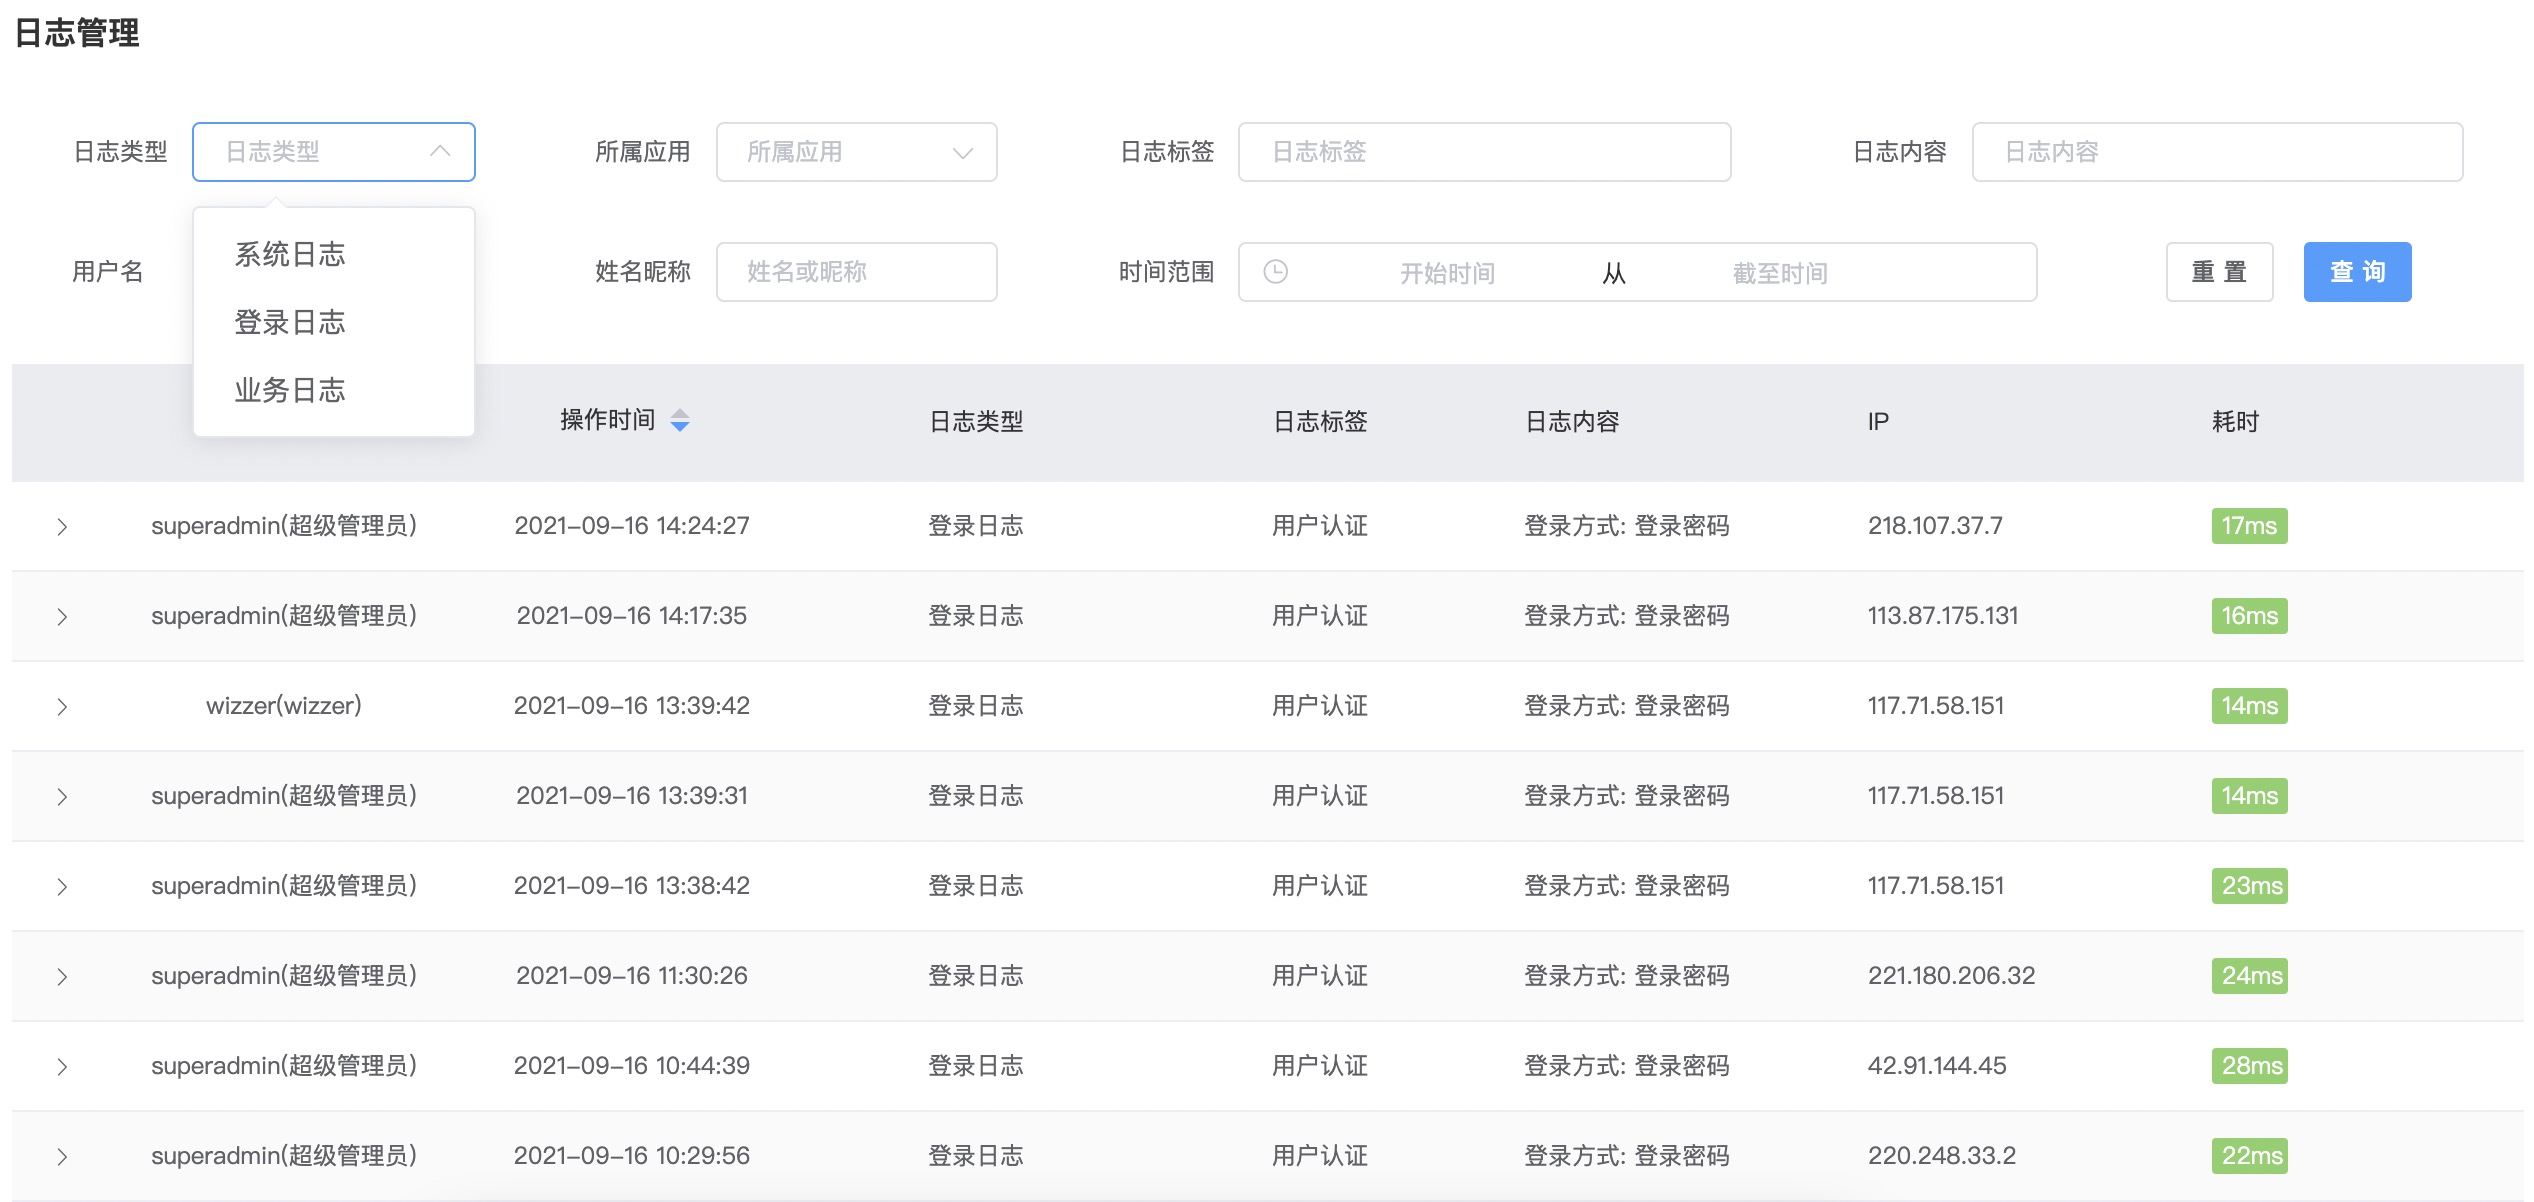 日志管理
日志类型 日志类型 所属应用 所属应用 日志标签 日志标签 日志内容 日志内容
用户名 姓名昵称 姓名或昵称 时间范围 开始时间 从 截至时间 重 置 查 询
系统日志
登录日志
业务日志
操作时间 日志类型 日志标签 日志内容 IP 耗时
superadmin(超级管理员) 2021-09-16 14:24:27 登录日志 用户认证 登录方式: 登录密码 218.107.37.7 17ms
superadmin(超级管理员) 2021-09-16 14:17:35 登录日志 用户认证 登录方式: 登录密码 113.87.175.131 16ms
wizzer(wizzer) 2021-09-16 13:39:42 登录日志 用户认证 登录方式: 登录密码 117.71.58.151 14ms
superadmin(超级管理员) 2021-09-16 13:39:31 登录日志 用户认证 登录方式: 登录密码 117.71.58.151 14ms
superadmin(超级管理员) 2021-09-16 13:38:42 登录日志 用户认证 登录方式: 登录密码 117.71.58.151 23ms
superadmin(超级管理员) 2021-09-16 11:30:26 登录日志 用户认证 登录方式: 登录密码 221.180.206.32 24ms
superadmin(超级管理员) 2021-09-16 10:44:39 登录日志 用户认证 登录方式: 登录密码 42.91.144.45 28ms
superadmin(超级管理员) 2021-09-16 10:29:56 登录日志 用户认证 登录方式: 登录密码 220.248.33.2 22ms